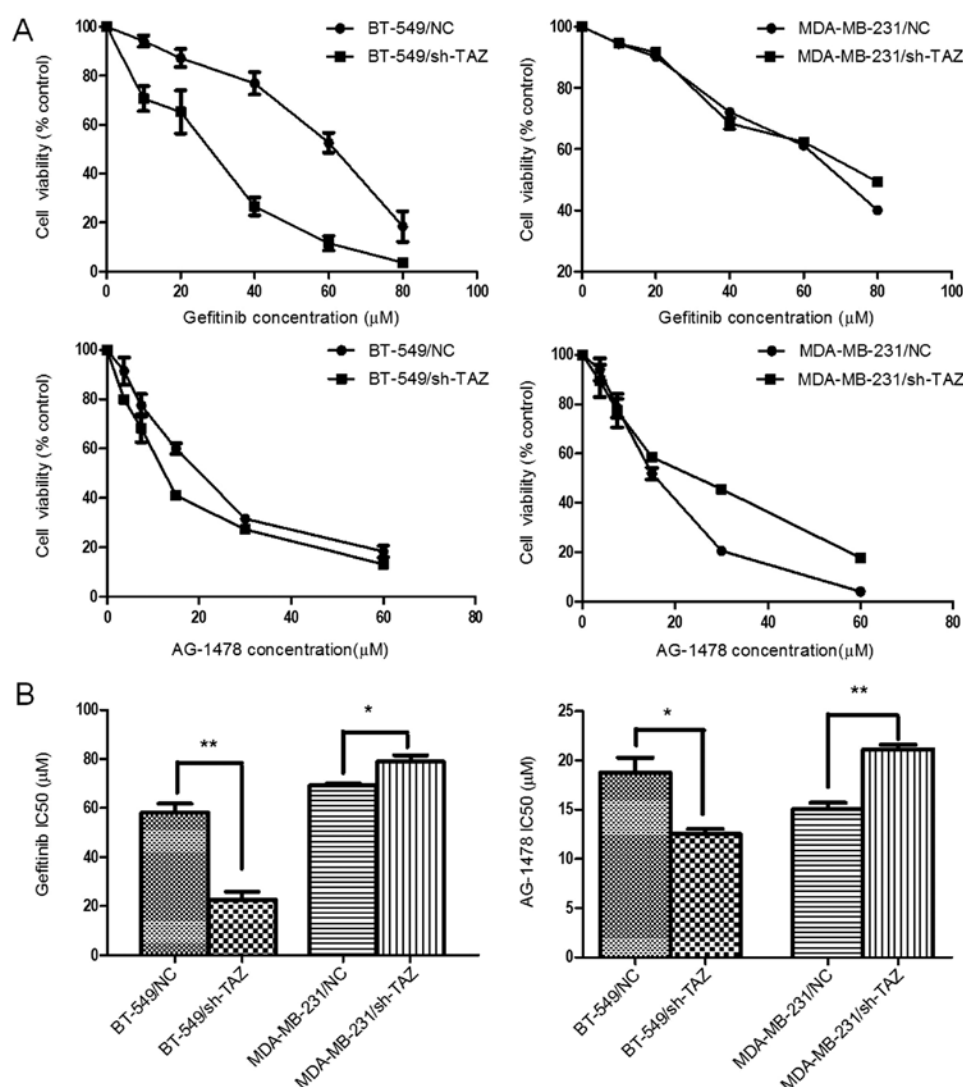 A
Cell viability (% control)
100
80
60
40
20
0
BT-549/NC
BT-549/sh-TAZ
0 20 40 60 80 100
Gefitinib concentration (μM)
Cell viability (% control)
100
80
60
40
20
MDA-MB-231/NC
MDA-MB-231/sh-TAZ
0 20 40 60 80 100
Gefitinib concentration (μM)
Cell viability (% control)
100
80
60
40
20
0
BT-549/NC
BT-549/sh-TAZ
0 20 40 60 80
AG-1478 concentration(μM)
Cell viability (% control)
100
80
60
40
20
0
MDA-MB-231/NC
MDA-MB-231/sh-TAZ
0 20 40 60 80
AG-1478 concentration(μM)
B
Gefitinib IC50 (μM)
100
80
60
40
20
0
**
*
BT-549/NC
BT-549/sh-TAZ
MDA-MB-231/NC
MDA-MB-231/sh-TAZ
AG-1478 IC50 (μM)
25
20
15
10
5
0
*
**
BT-549/NC
BT-549/sh-TAZ
MDA-MB-231/NC
MDA-MB-231/sh-TAZ